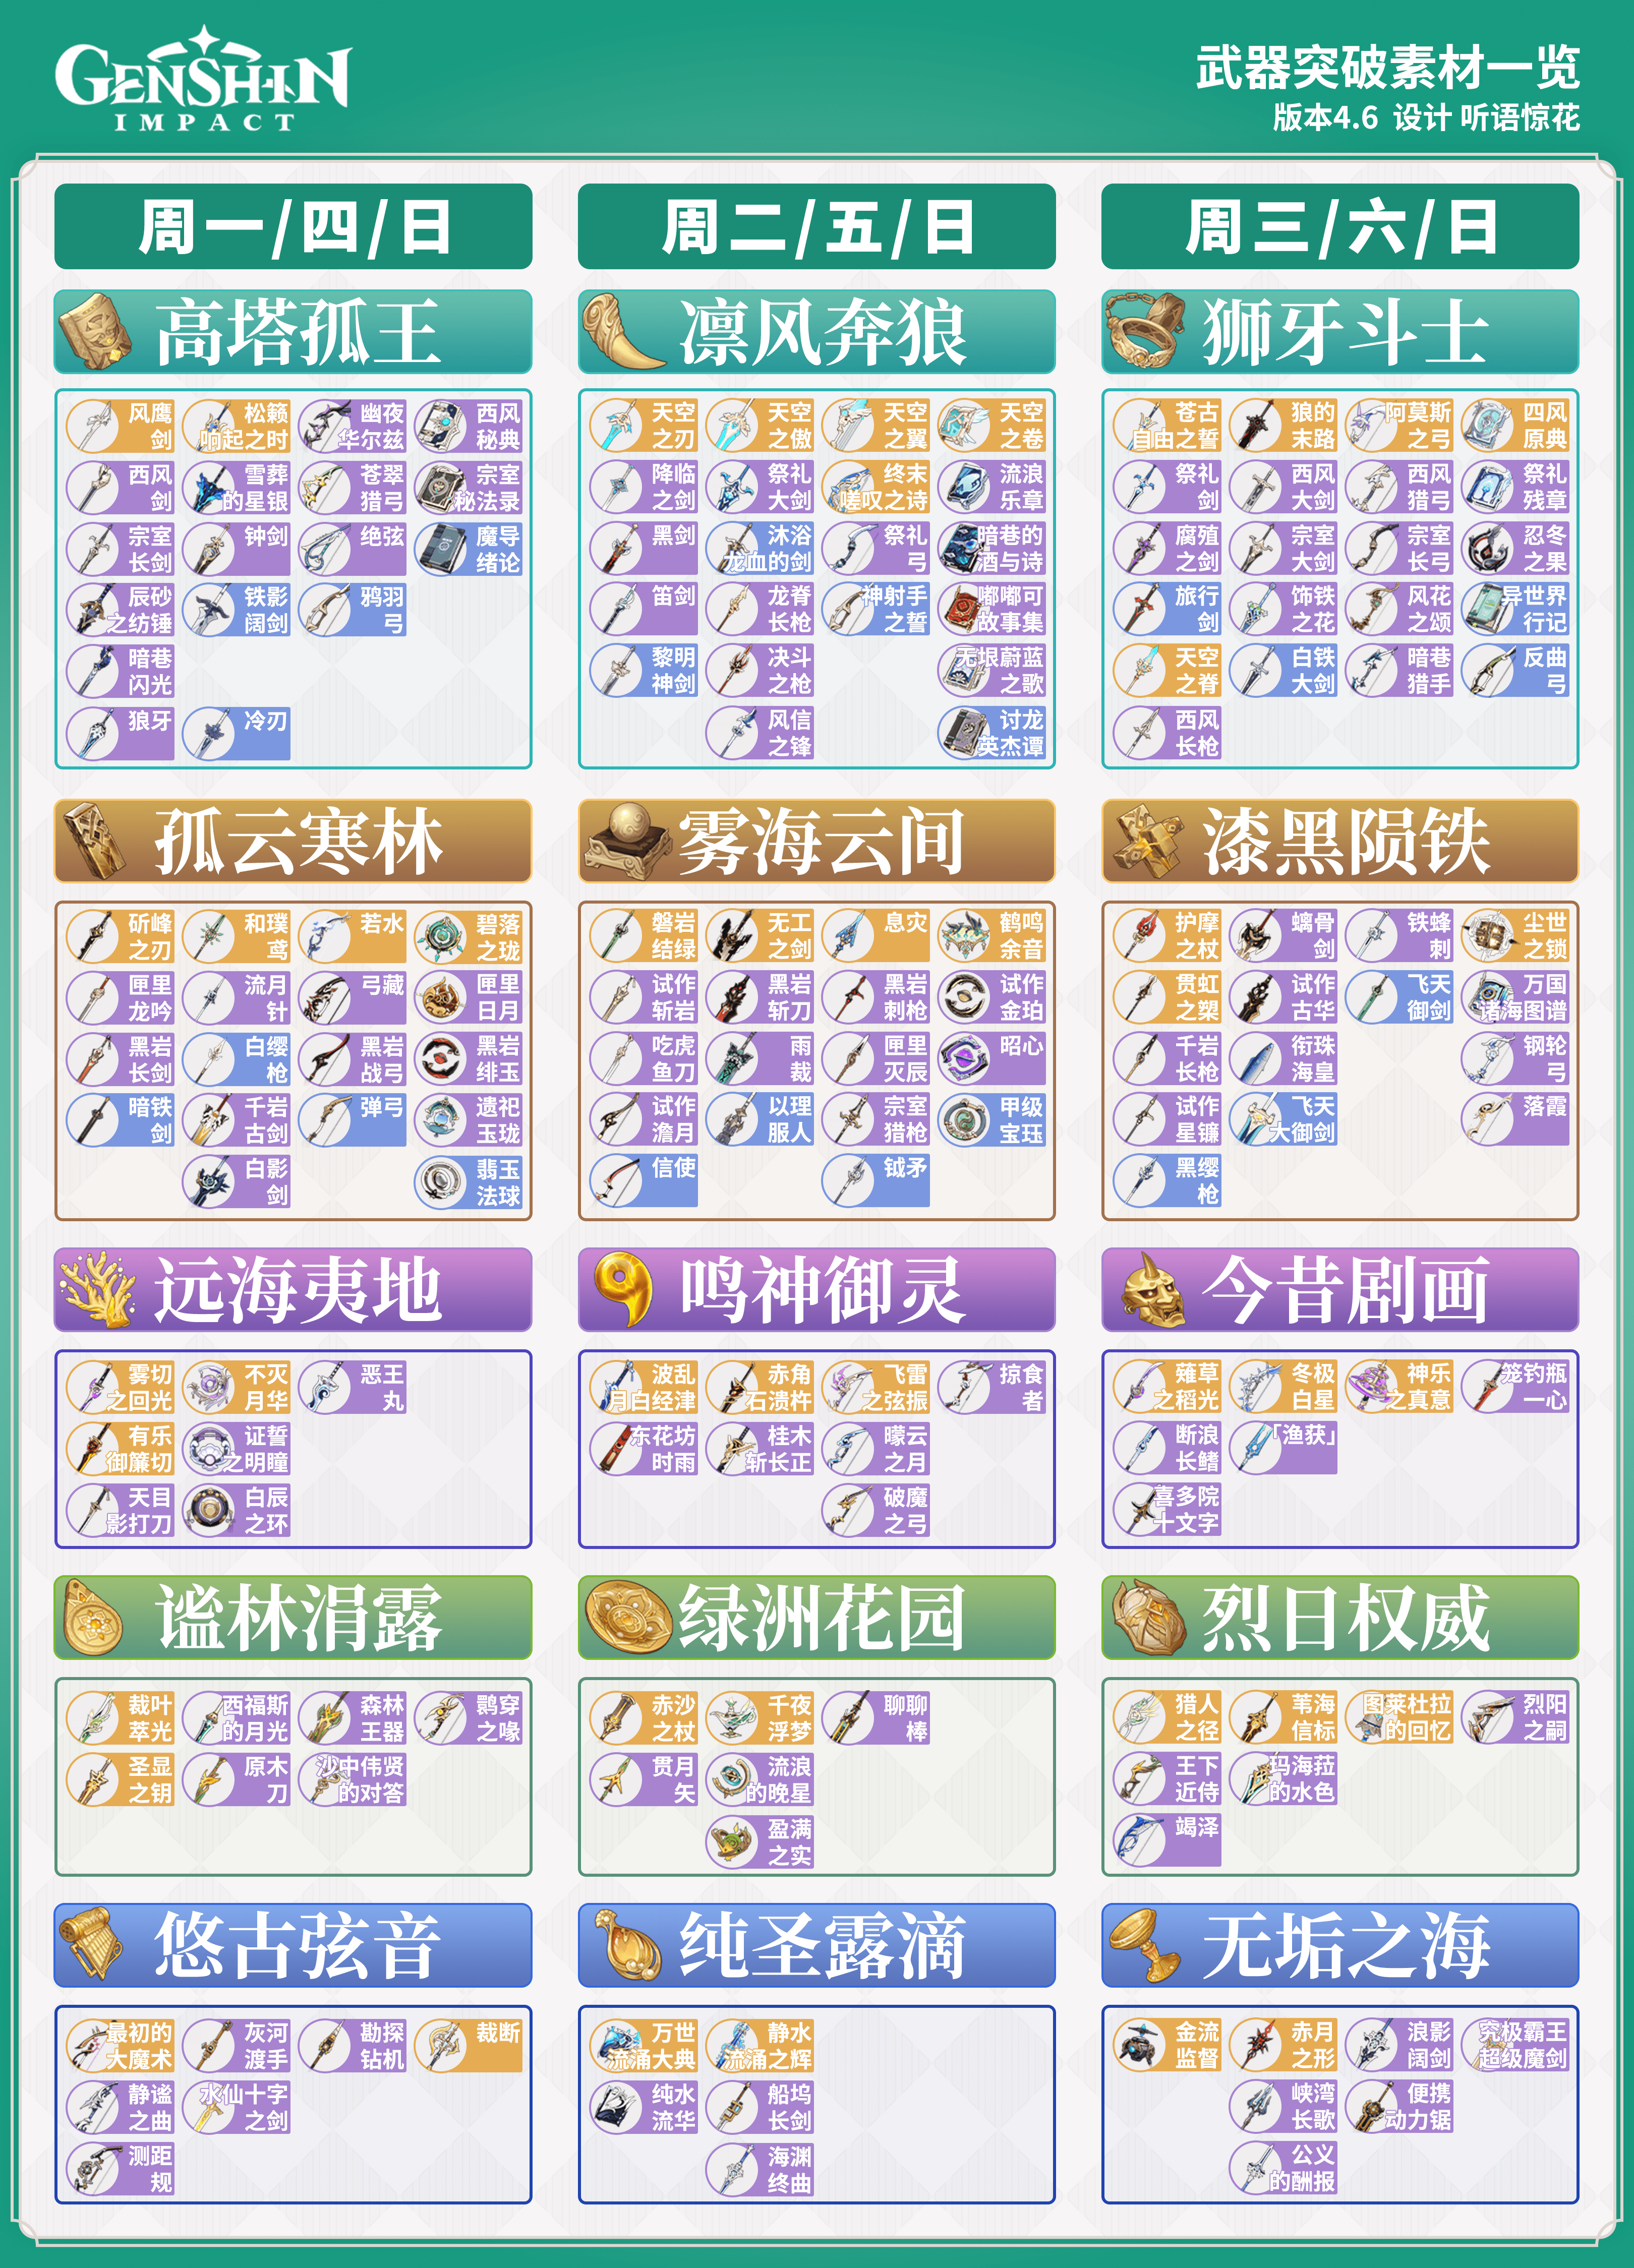 GENSHIN
IMPACT
武器突破素材一览
版本4.6 设计 听语惊花
周一/四/日
周二/五/日
周三/六/日
高塔孤王
凛风奔狼
狮牙斗士
风鹰
剑
松籁
响起之时
幽夜
华尔兹
西风
秘典
西风
剑
雪葬
的星银
苍翠
猎弓
宗室
秘法录
宗室
长剑
钟剑
绝弦
魔导
绪论
辰砂
之纺锤
铁影
阔剑
鸦羽
弓
暗巷
闪光
狼牙
冷刃
天空
之刃
天空
之傲
天空
之翼
天空
之卷
降临
之剑
祭礼
大剑
终末
嗟叹之诗
流浪
乐章
黑剑
沐浴
龙血的剑
祭礼
弓
暗巷的
酒与诗
笛剑
龙脊
长枪
神射手
之誓
嘟嘟可
故事集
黎明
神剑
决斗
之枪
无垠蔚蓝
之歌
风信
之锋
讨龙
英杰谭
苍古
自由之誓
狼的
末路
阿莫斯
之弓
四风
原典
祭礼
剑
西风
大剑
西风
猎弓
祭礼
残章
腐殖
之剑
宗室
大剑
宗室
长弓
忍冬
之果
旅行
剑
饰铁
之花
风花
之颂
异世界
行记
天空
之脊
白铁
大剑
暗巷
猎手
反曲
弓
西风
长枪
孤云寒林
雾海云间
漆黑陨铁
斫峰
之刃
和璞
鸢
若水
碧落
之珑
匣里
龙吟
流月
针
弓藏
匣里
日月
黑岩
长剑
白缨
枪
黑岩
战弓
黑岩
绯玉
暗铁
剑
千岩
古剑
弹弓
遗祀
玉珑
白影
剑
翡玉
法球
磐岩
结绿
无工
之剑
息灾
鹤鸣
余音
试作
斩岩
黑岩
斩刀
黑岩
刺枪
试作
金珀
吃虎
鱼刀
雨
裁
匣里
灭辰
昭心
试作
澹月
以理
服人
宗室
猎枪
甲级
宝珏
信使
钺矛
护摩
之杖
螭骨
剑
铁蜂
刺
尘世
之锁
贯虹
之槊
试作
古华
飞天
御剑
万国
诸海图谱
千岩
长枪
衔珠
海皇
钢轮
弓
试作
星镰
飞天
大御剑
落霞
黑缨
枪
远海夷地
鸣神御灵
今昔剧画
雾切
之回光
不灭
月华
恶王
丸
有乐
御簾切
证誓
之明瞳
天目
影打刀
白辰
之环
波乱
月白经津
赤角
石溃杵
飞雷
之弦振
掠食
者
东花坊
时雨
桂木
斩长正
曚云
之月
破魔
之弓
薙草
之稻光
冬极
白星
神乐
之真意
笼钓瓶
一心
断浪
长鳍
「渔获」
喜多院
十文字
谧林涓露
绿洲花园
烈日权威
裁叶
萃光
西福斯
的月光
森林
王器
鹮穿
之喙
圣显
之钥
原木
刀
沙中伟贤
的对答
赤沙
之杖
千夜
浮梦
聊聊
棒
贯月
矢
流浪
的晚星
盈满
之实
猎人
之径
苇海
信标
图莱杜拉
的回忆
烈阳
之嗣
王下
近侍
玛海菈
的水色
竭泽
悠古弦音
纯圣露滴
无垢之海
最初的
大魔术
灰河
渡手
勘探
钻机
裁断
静谧
之曲
水仙十字
之剑
测距
规
万世
流涌大典
静水
流涌之辉
纯水
流华
船坞
长剑
海渊
终曲
金流
监督
赤月
之形
浪影
阔剑
究极霸王
超级魔剑
峡湾
长歌
便携
动力锯
公义
的酬报